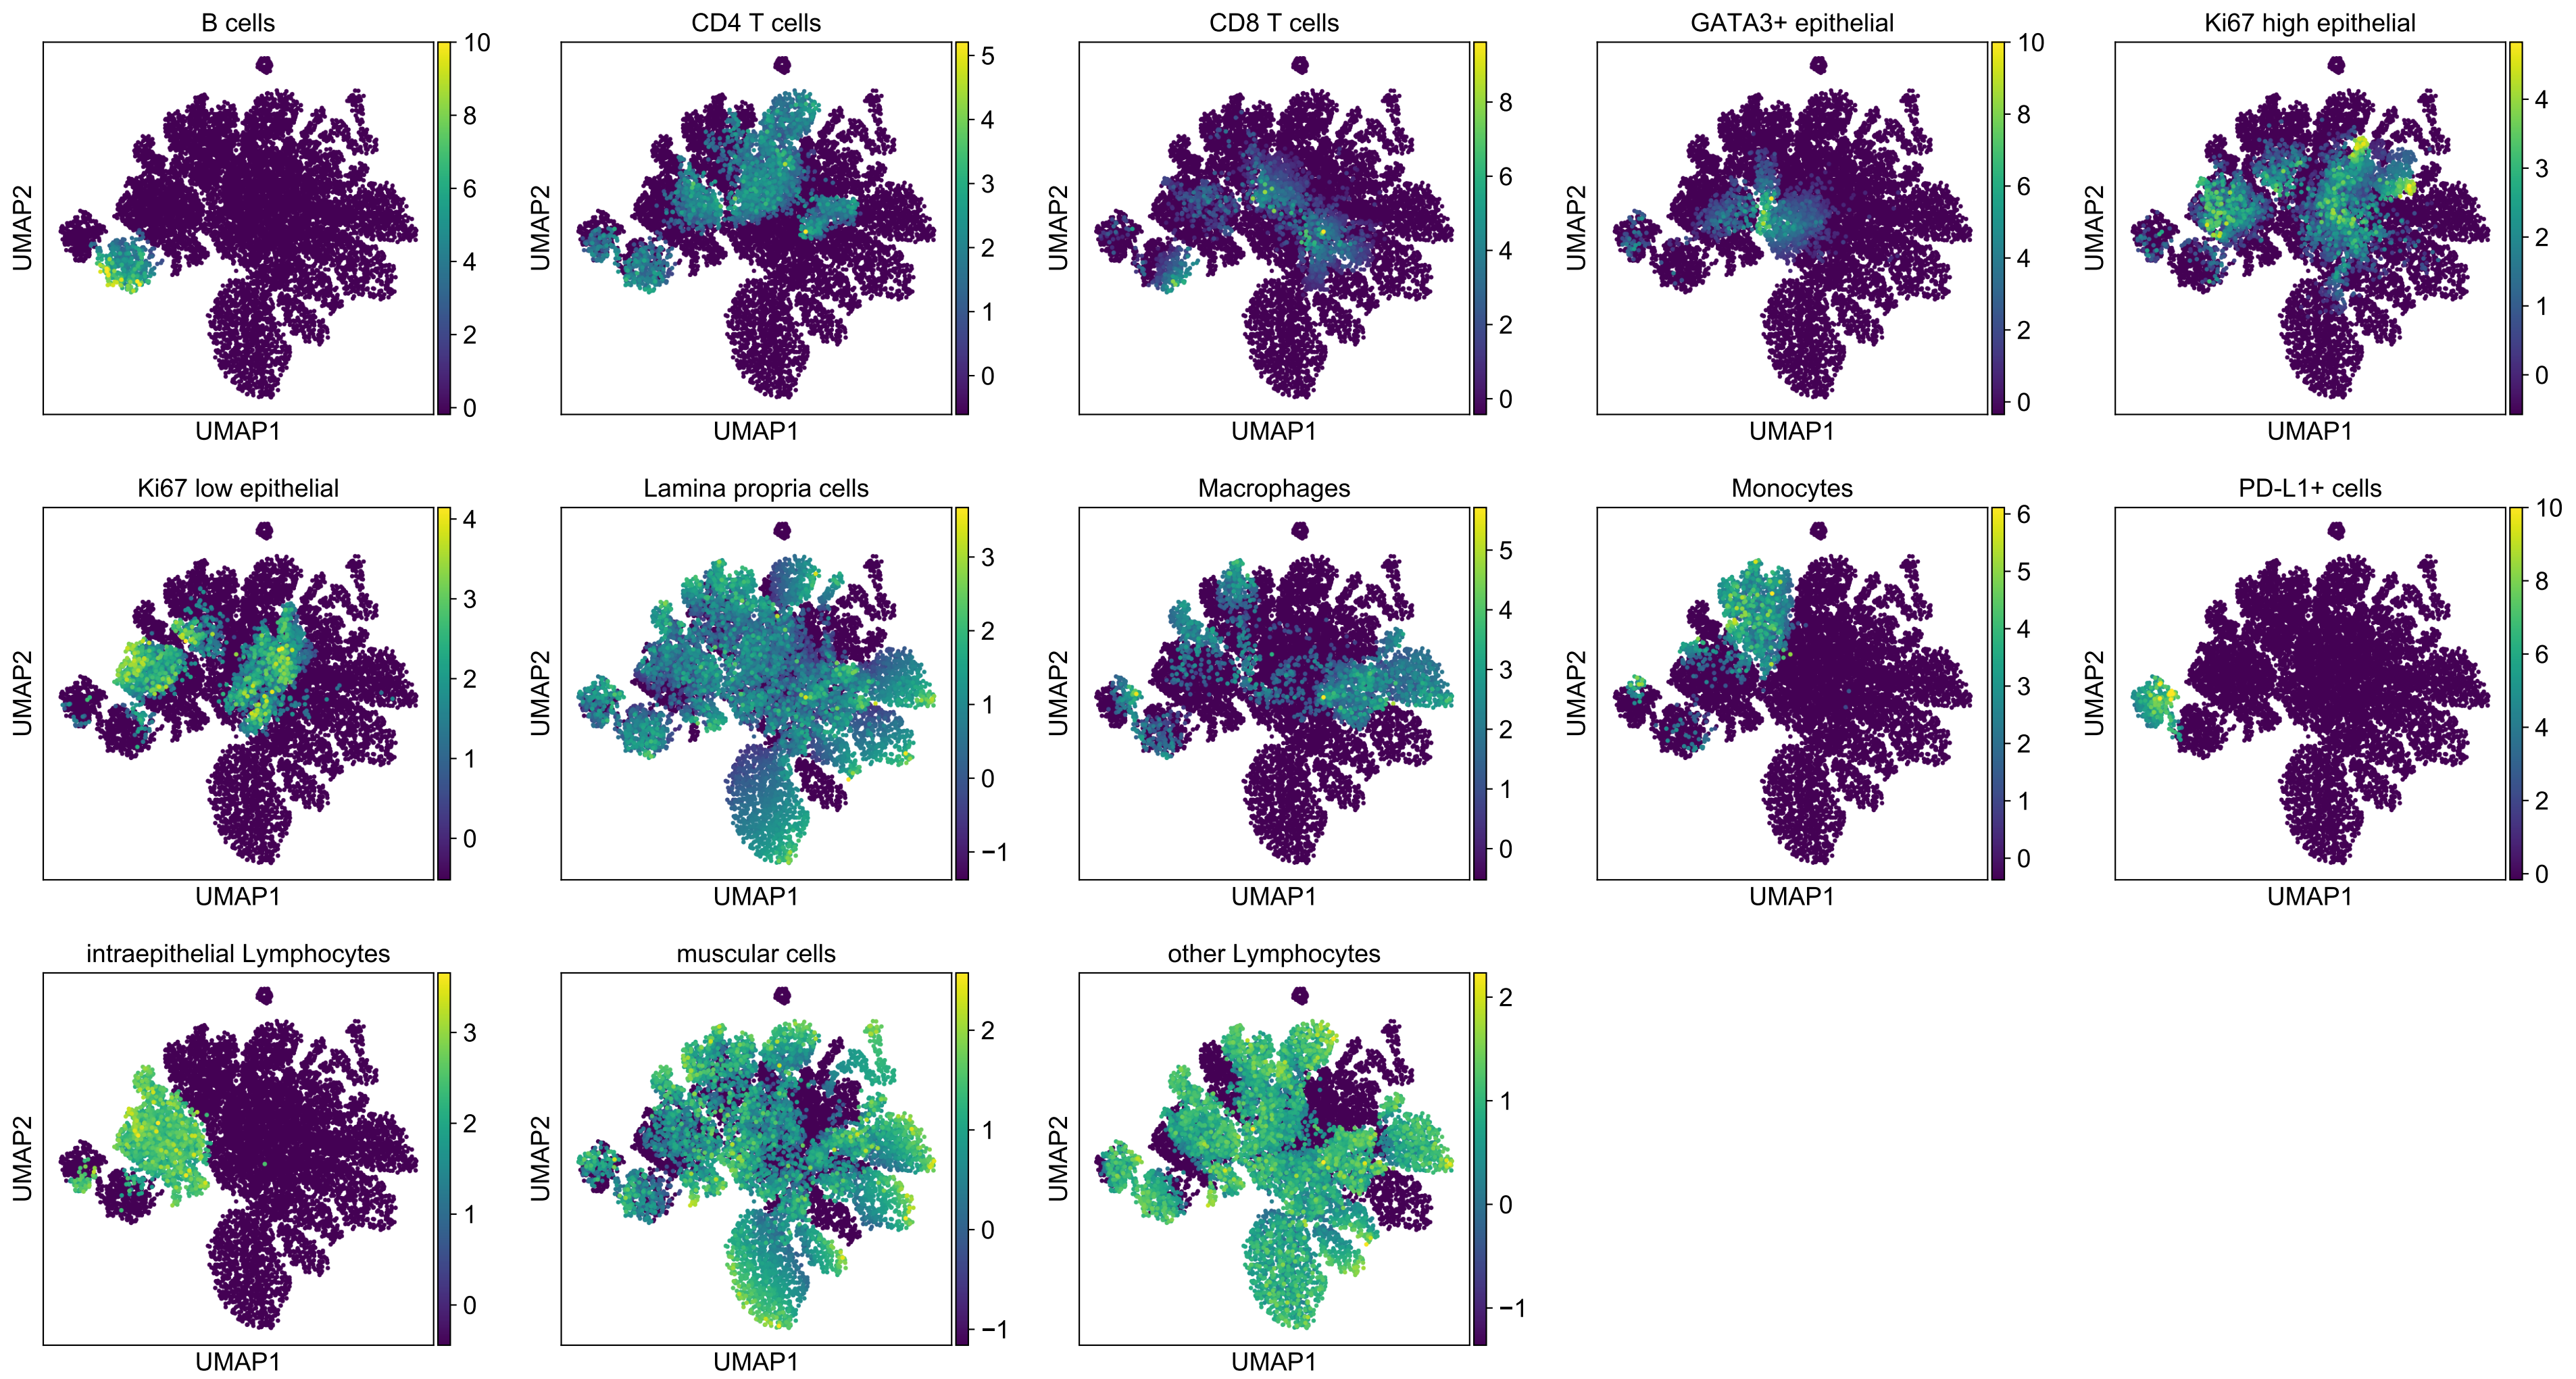 B cells
CD4 T cells
CD8 T cells
GATA3+ epithelial
Ki67 high epithelial
UMAP2
10
8
6
4
2
0
UMAP1
UMAP2
5
4
3
2
1
0
UMAP1
UMAP2
8
6
4
2
0
UMAP1
UMAP2
10
8
6
4
2
0
UMAP1
UMAP2
4
3
2
1
0
UMAP1
Ki67 low epithelial
Lamina propria cells
Macrophages
Monocytes
PD-L1+ cells
UMAP2
4
3
2
1
0
UMAP1
UMAP2
3
2
1
0
−1
UMAP1
UMAP2
5
4
3
2
1
0
UMAP1
UMAP2
6
5
4
3
2
1
0
UMAP1
UMAP2
10
8
6
4
2
0
UMAP1
intraepithelial Lymphocytes
muscular cells
other Lymphocytes
UMAP2
3
2
1
0
UMAP1
UMAP2
2
1
0
−1
UMAP1
UMAP2
2
1
0
−1
UMAP1